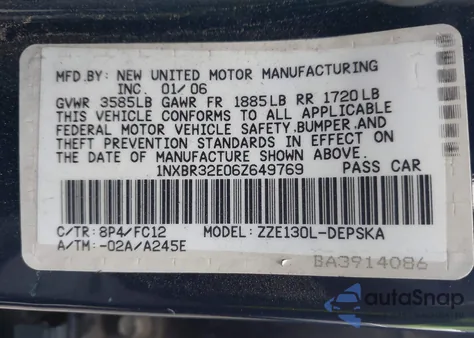 MFD.BY: NEW UNITED MOTOR MANUFACTURING
INC. 01/06
GVWR 3585LB GAWR FR 1885LB RR 1720LB
THIS VEHICLE CONFORMS TO ALL APPLICABLE
FEDERAL MOTOR VEHICLE SAFETY,BUMPER,AND
THEFT PREVENTION STANDARDS IN EFFECT ON
THE DATE OF MANUFACTURE SHOWN ABOVE.
1NXBR32E06Z649769 PASS CAR
C/TR: 8P4/FC12 MODEL: ZZE130L-DEPSKA
A/TM: -02A/A245E
BA3914086
autoSnap